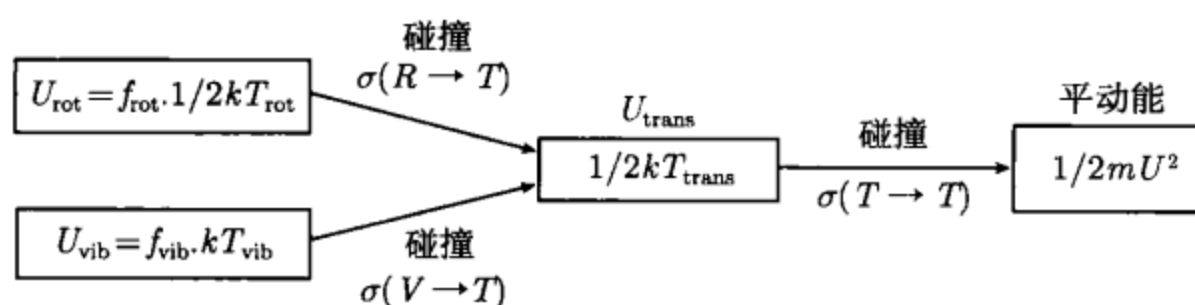 碰撞
σ(R → T)
U_rot = f_rot.1/2kT_rot
U_trans
1/2kT_trans
碰撞
σ(T → T)
平动能
1/2mU²
U_vib = f_vib.kT_vib
碰撞
σ(V → T)